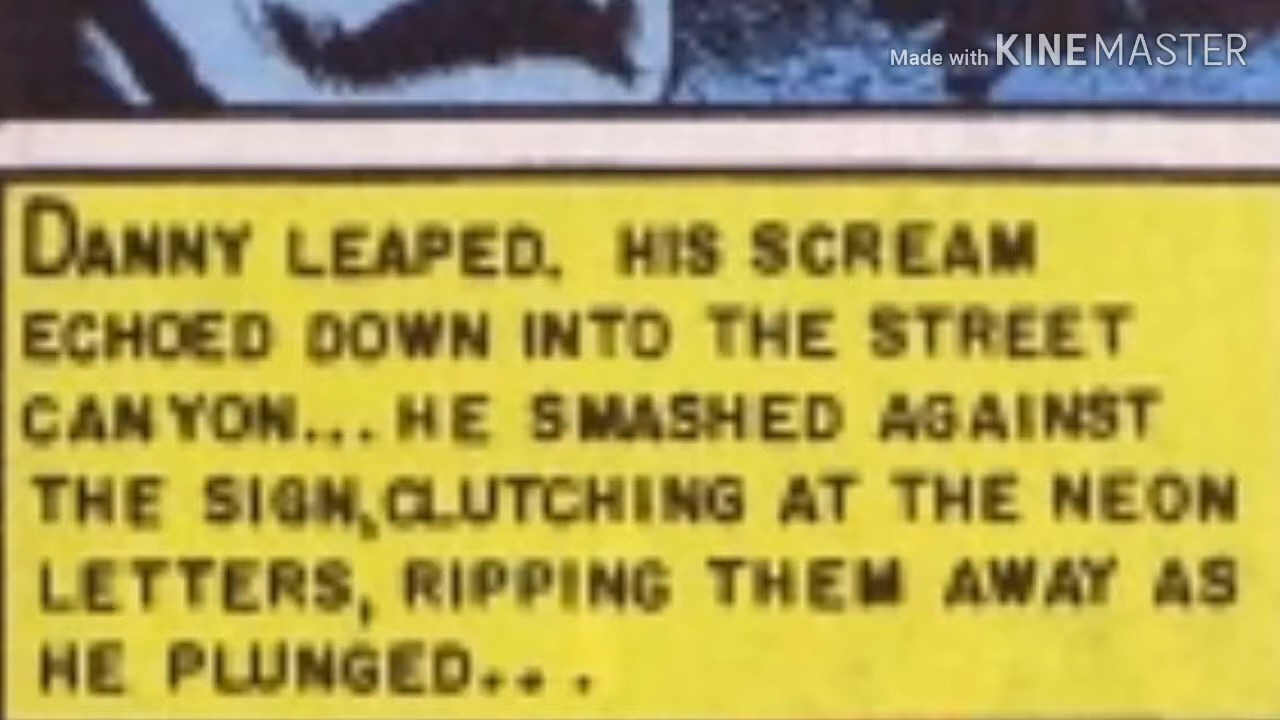 Made with KINEMASTER
DANNY LEAPED. HIS SCREAM
ECHOED DOWN INTO THE STREET
CANYON... HE SMASHED AGAINST
THE SIGN, CLUTCHING AT THE NEON
LETTERS, RIPPING THEM AWAY AS
HE PLUNGED...